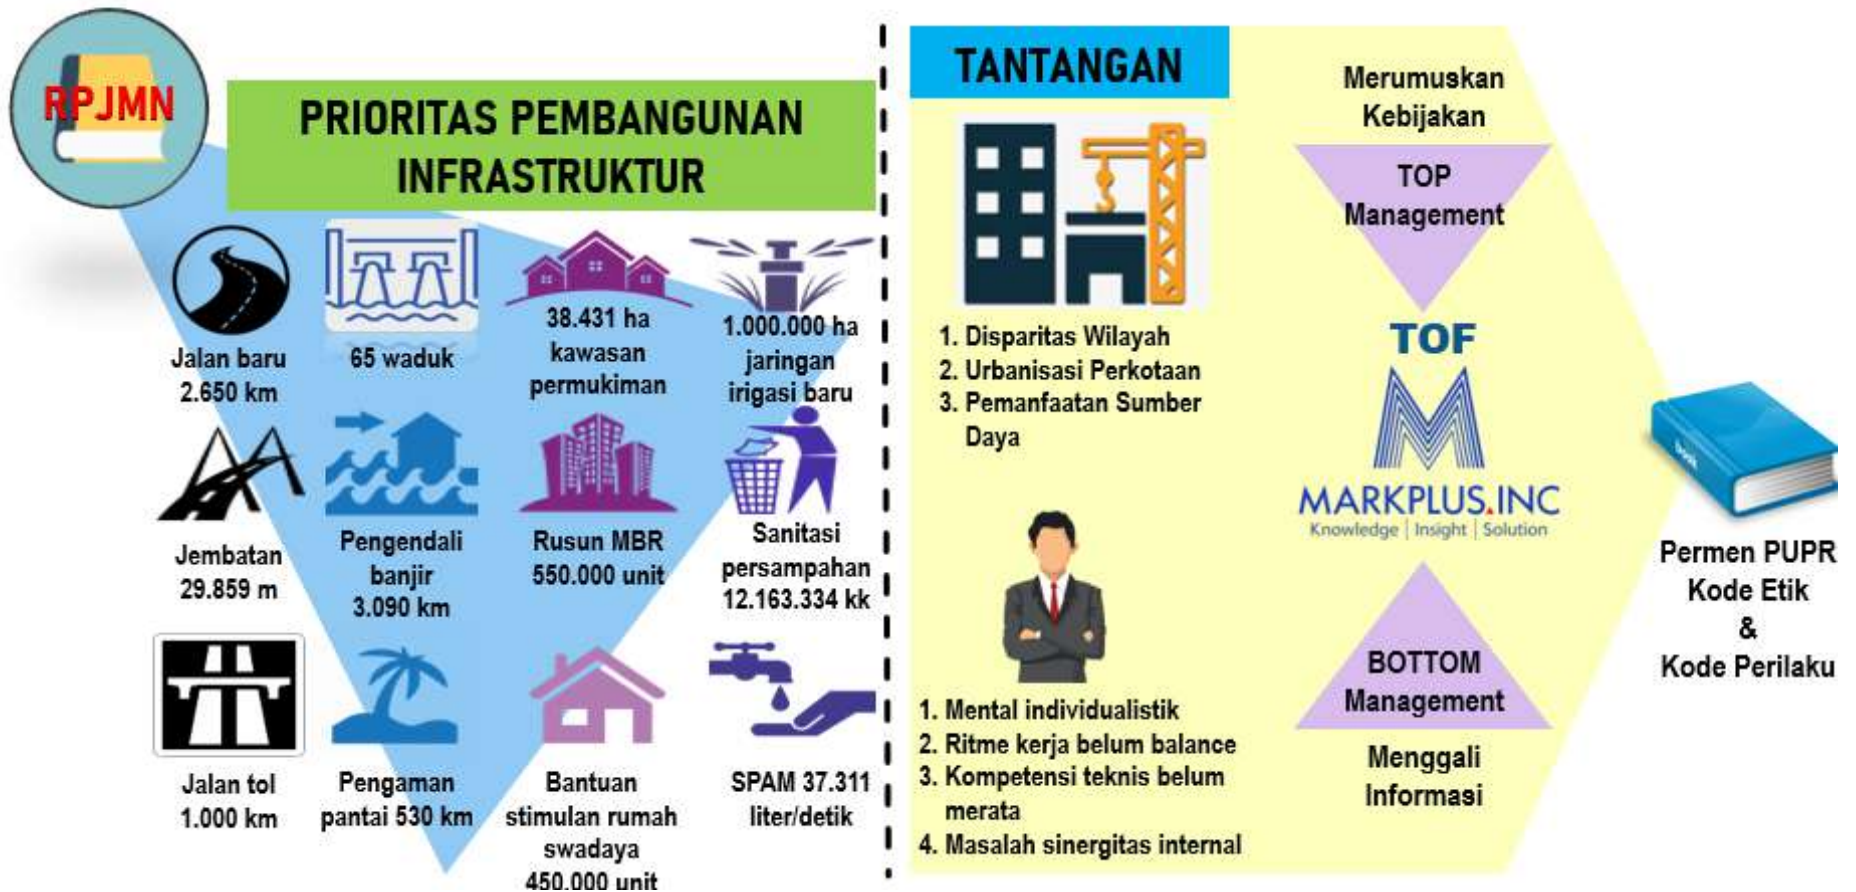 RPJMN
PRIORITAS PEMBANGUNAN
INFRASTRUKTUR
Jalan baru
2.650 km
65 waduk
38.431 ha
kawasan
permukiman
1.000.000 ha
jaringan
irigasi baru
Jembatan
29.859 m
Pengendali
banjir
3.090 km
Rusun MBR
550.000 unit
Sanitasi
persampahan
12.163.334 kk
Jalan tol
1.000 km
Pengaman
pantai 530 km
Bantuan
stimulan rumah
swadaya
450.000 unit
SPAM 37.311
liter/detik
TANTANGAN
1. Disparitas Wilayah
2. Urbanisasi Perkotaan
3. Pemanfaatan Sumber
Daya
1. Mental individualistik
2. Ritme kerja belum balance
3. Kompetensi teknis belum
merata
4. Masalah sinergitas internal
Merumuskan
Kebijakan
TOP
Management
TOF
MARKPLUS.INC
Knowledge | Insight | Solution
BOTTOM
Management
Menggali
Informasi
Book
Permen PUPR
Kode Etik
&
Kode Perilaku